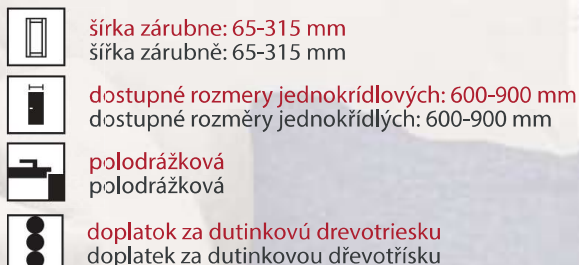 šírka zárubne: 65-315 mm
šířka zárubně: 65-315 mm
dostupné rozmery jednokrídlových: 600-900 mm
dostupné rozměry jednokřídlých: 600-900 mm
polodrážková
polodrážková
doplatok za dutinkovú drevotriesku
doplatek za dutinkovou dřevotřísku